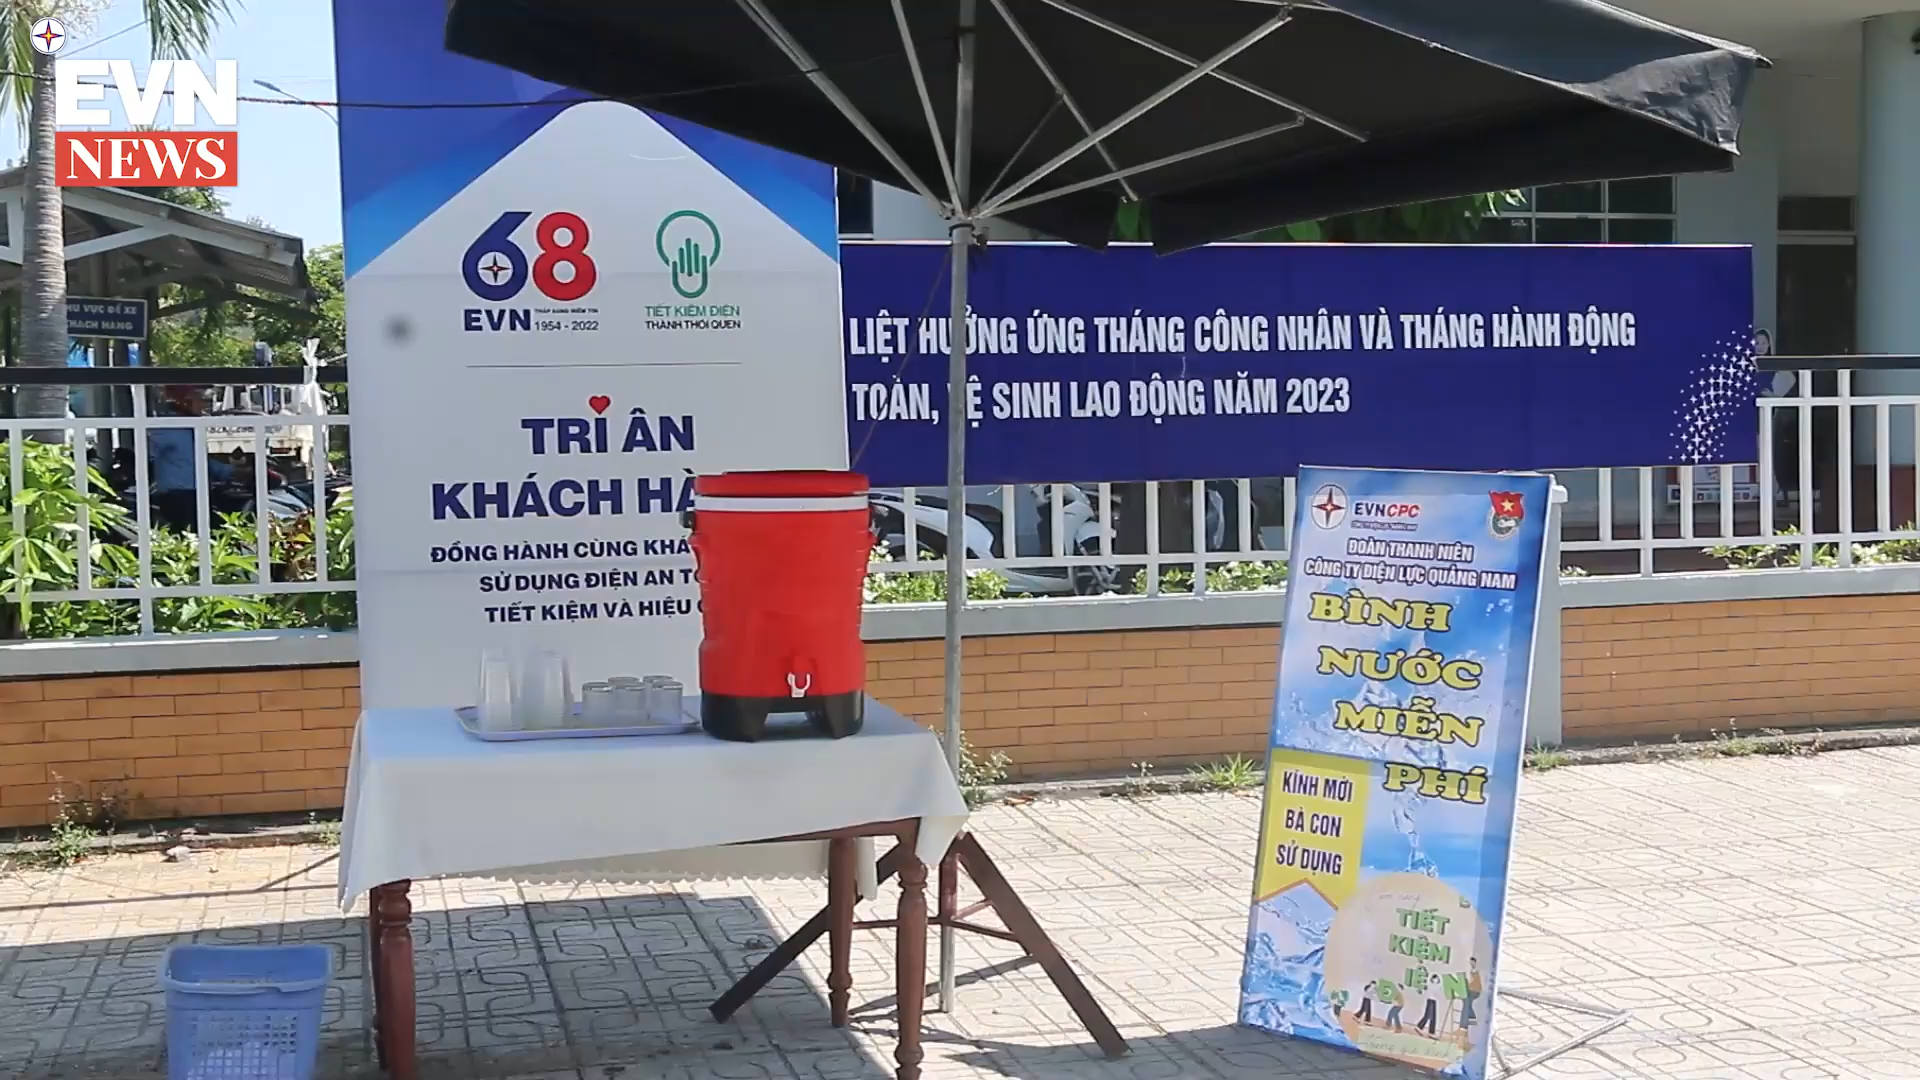 EVN
NEWS
68
EVN THẮP SÁNG NIỀM TIN
1954 - 2022
TIẾT KIỆM ĐIỆN
THÀNH THÓI QUEN
TRI ÂN
KHÁCH HÀ
ĐỒNG HÀNH CÙNG KHÁ
SỬ DỤNG ĐIỆN AN T
TIẾT KIỆM VÀ HIỆU
HU VỰC ĐỂ XE
KHÁCH HÀNG
LIỆT HƯỞNG ỨNG THÁNG CÔNG NHÂN VÀ THÁNG HÀNH ĐỘNG
TOÀN, VỆ SINH LAO ĐỘNG NĂM 2023
EVNCPC
ĐOÀN THANH NIÊN
CÔNG TY ĐIỆN LỰC QUẢNG NAM
BÌNH
NƯỚC
MIỄN
PHÍ
KÍNH MỜI
BÀ CON
SỬ DỤNG
TIẾT
KIỆM
ĐIỆN